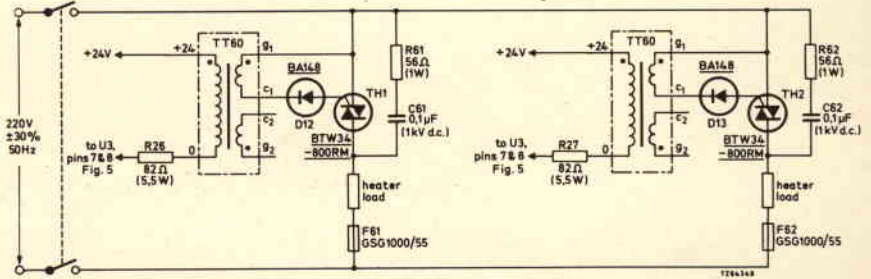 220V
±30%
50Hz
+24V
+24
TT60
g1
c1
c2
g2
0
to U3,
pins 7&8
Fig. 5
R26
82Ω
(5,5W)
BA148
D12
TH1
BTW34
-800RM
R61
56Ω
(1W)
C61
0,1µF
(1kV d.c.)
heater
load
F61
GSG1000/55
+24V
+24
TT60
g1
c1
c2
g2
0
to U3,
pins 7&8
Fig. 5
R27
82Ω
(5,5W)
BA148
D13
TH2
BTW34
-800RM
R62
56Ω
(1W)
C62
0,1µF
(1kV d.c.)
heater
load
F62
GSG1000/55